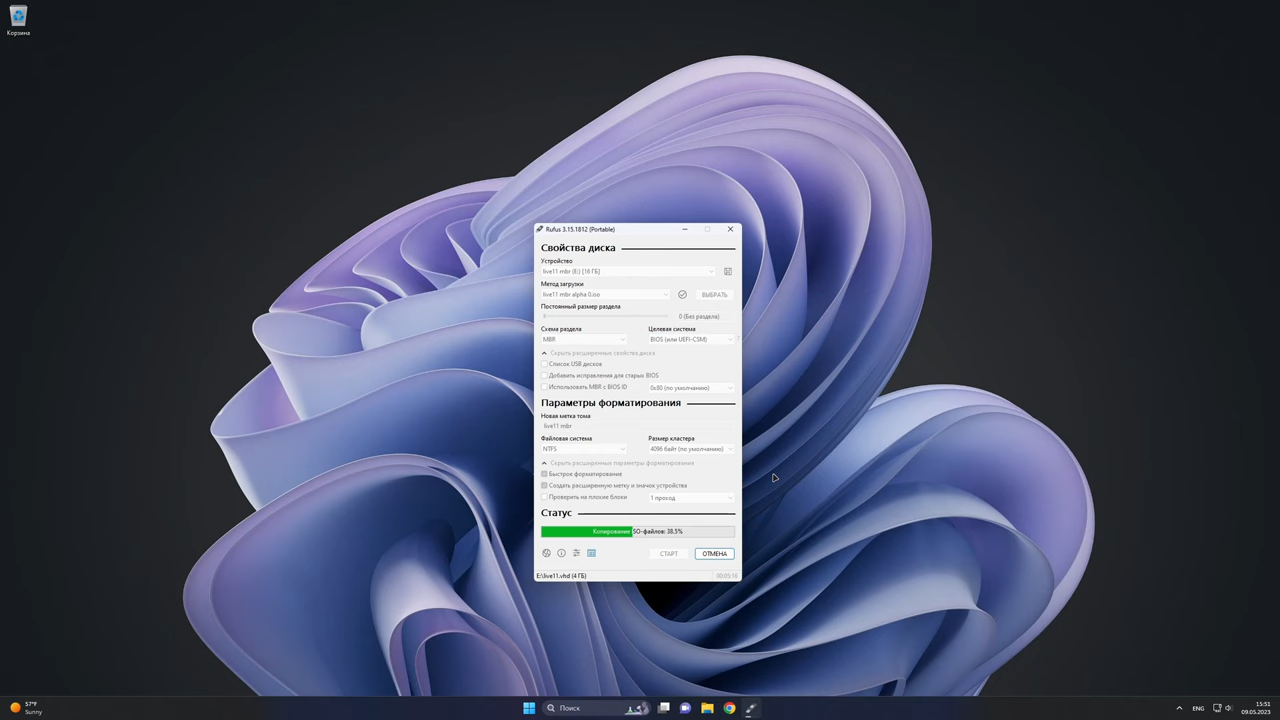 Корзина
Rufus 3.15.1812 (Portable)
Свойства диска
Устройство
live11 mbr (E:) [16 ГБ]
Метод загрузки
live11 mbr alpha 0.iso
ВЫБРАТЬ
Постоянный размер раздела
0 (Без раздела)
Схема раздела
Целевая система
MBR
BIOS (или UEFI-CSM)
?
Скрыть расширенные свойства диска
Список USB дисков
Добавить исправления для старых BIOS
Использовать MBR с BIOS ID
0x80 (по умолчанию)
Параметры форматирования
Новая метка тома
live11 mbr
Файловая система
Размер кластера
NTFS
4096 байт (по умолчанию)
Скрыть расширенные параметры форматирования
Быстрое форматирование
Создать расширенную метку и значок устройства
Проверить на плохие блоки
1 проход
Статус
Копирование ISO-файлов: 38.5%
СТАРТ
ОТМЕНА
E:\live11.vhd (4 ГБ)
00:05:16
57°F
Sunny
Поиск
ENG
15:51
09.05.2023